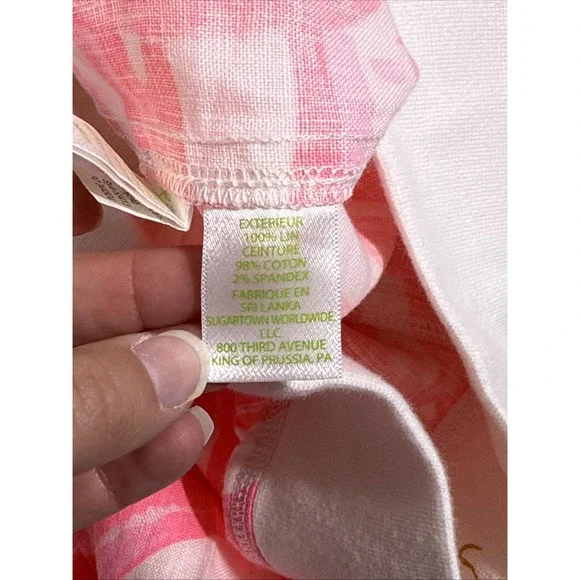 EXTERIEUR
100% LIN
CEINTURE
98% COTON
2% SPANDEX
FABRIQUE EN
SRI LANKA
SUGARTOWN WORLDWIDE
LLC
800 THIRD AVENUE
KING OF PRUSSIA, PA